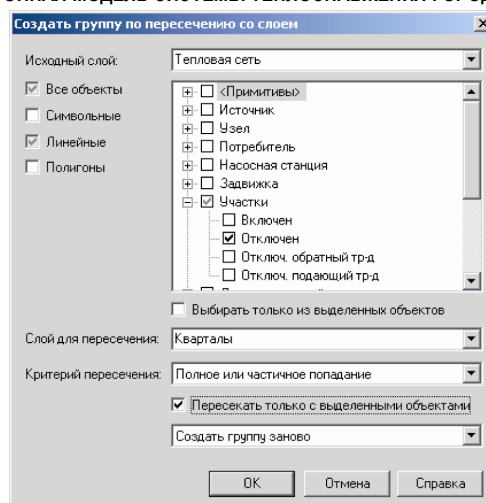 Создать группу по пересечению со слоем
Исходный слой:
Тепловая сеть
Все объекты
Символьные
Линейные
Полигоны
<Примитивы>
Источник
Узел
Потребитель
Насосная станция
Задвижка
Участки
Включен
Отключен
Отключ. обратный тр-д
Отключ. подающий тр-д
Выбирать только из выделенных объектов
Слой для пересечения:
Кварталы
Критерий пересечения:
Полное или частичное попадание
Пересекать только с выделенными объектами
Создать группу заново
ОК
Отмена
Справка